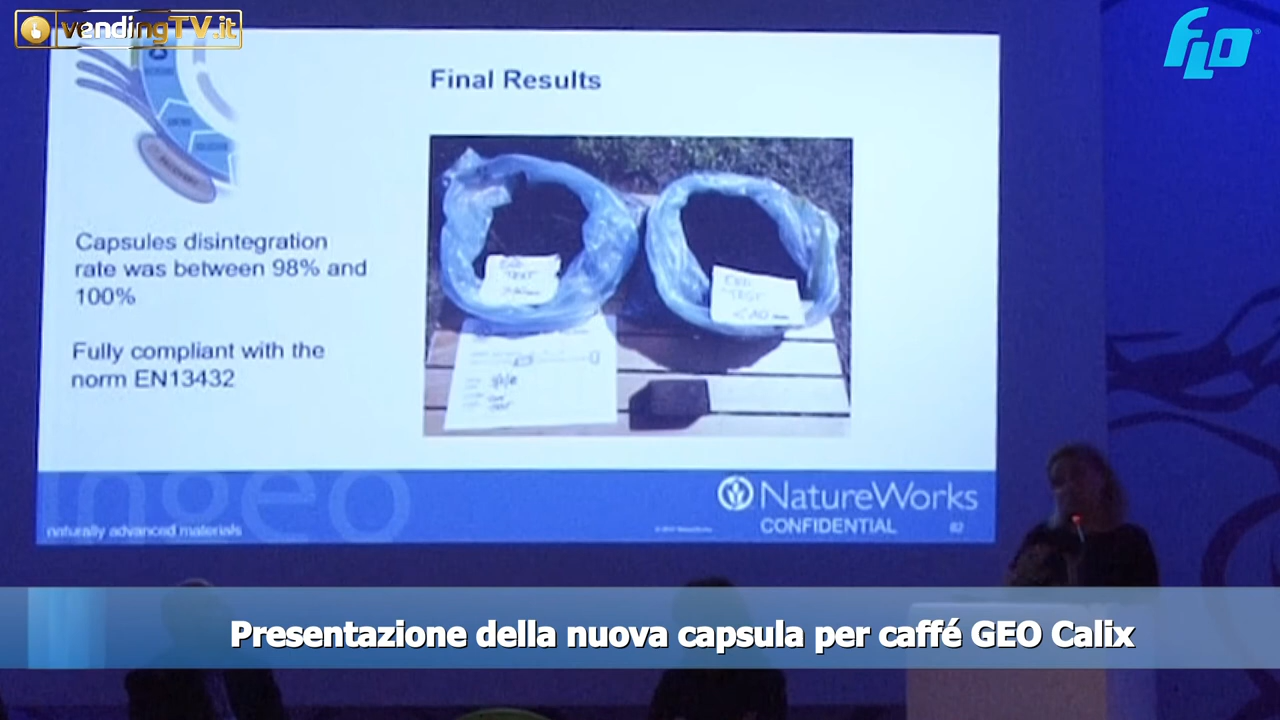 vendingTV.it
FLO
Final Results
Capsules disintegration
rate was between 98% and
100%
Fully compliant with the
norm EN13432
ingeo
naturally advanced materials
NatureWorks
CONFIDENTIAL
82
Presentazione della nuova capsula per caffé GEO Calix